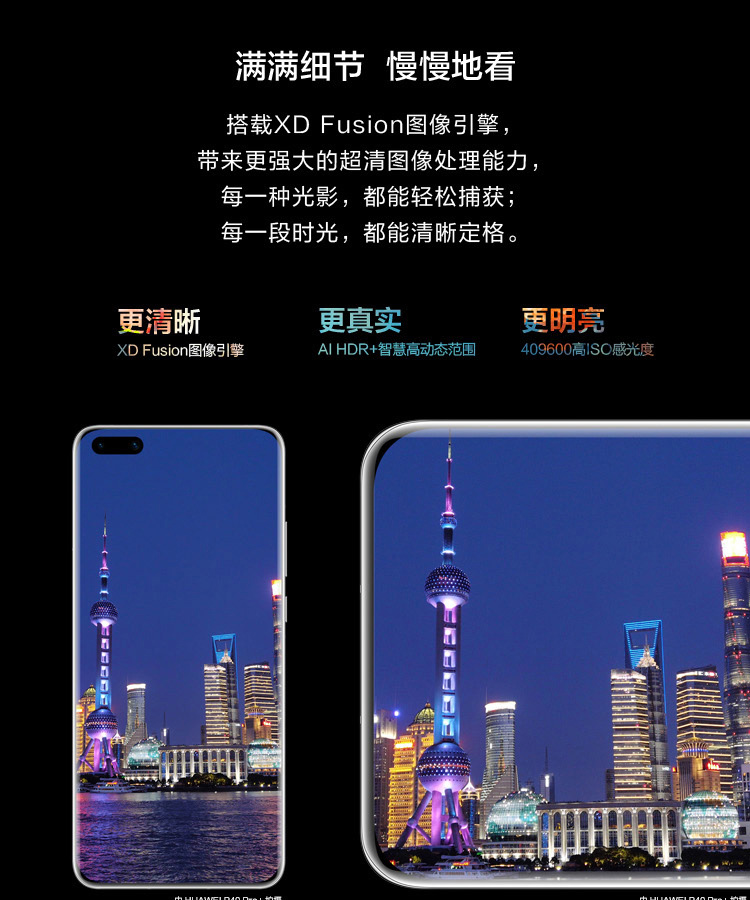 满满细节 慢慢地看
搭载XD Fusion图像引擎，
带来更强大的超清图像处理能力，
每一种光影，都能轻松捕获；
每一段时光，都能清晰定格。
更清晰 更真实 更明亮
XD Fusion图像引擎 AI HDR+智慧高动态范围 409600高ISO感光度